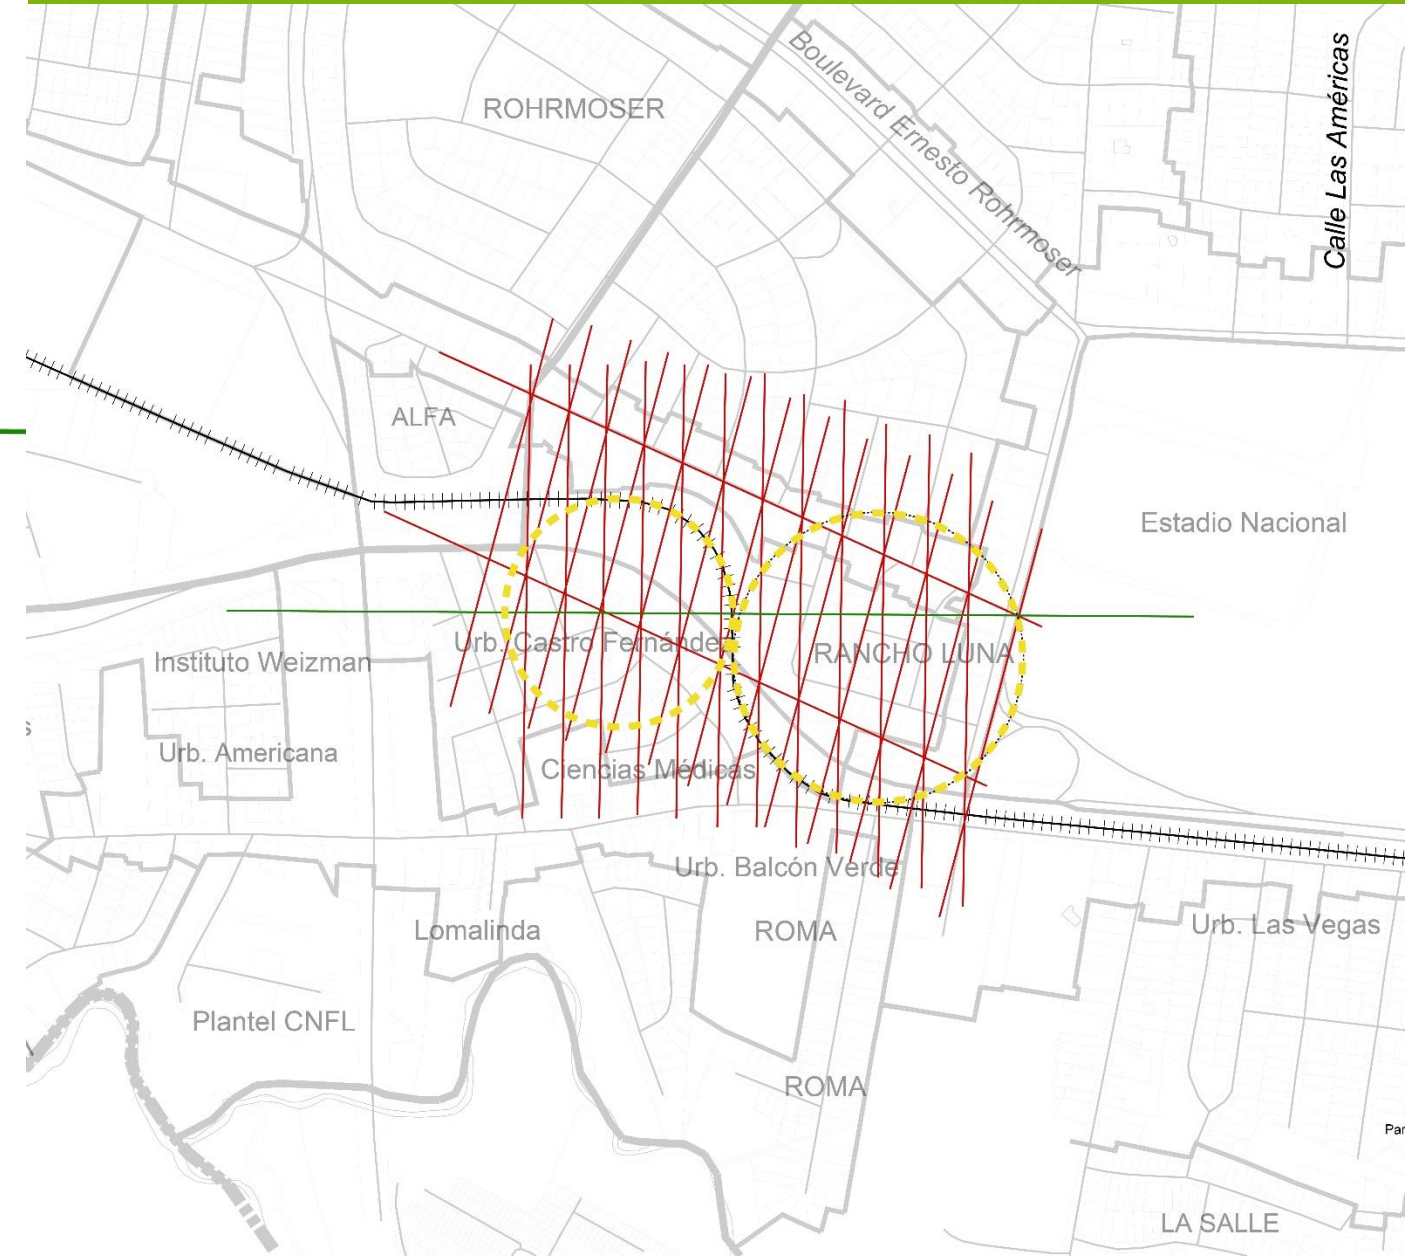 ROHRMOSER
Boulevard Ernesto Rohrmoser
Calle Las Américas
ALFA
Estadio Nacional
Urb. Castro Fernández
RANCHO LUNA
Instituto Weizman
Urb. Americana
Ciencias Médicas
Urb. Balcón Verde
Lomalinda
ROMA
Urb. Las Vegas
Plantel CNFL
ROMA
Par
LA SALLE